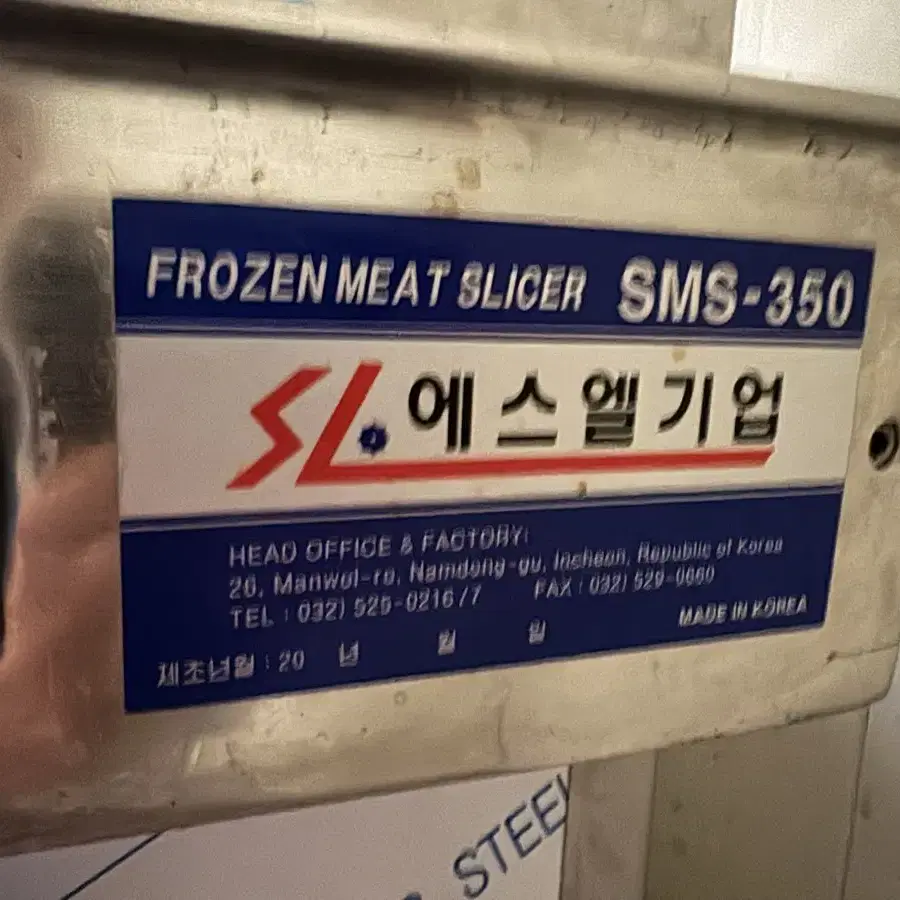 FROZEN MEAT SLICER SMS-350
SL 에스엘기업
HEAD OFFICE & FACTORY:
26, Manwol-ro, Namdong-gu, Incheon, Republic of Korea
TEL : 032) 525-0216/7 FAX : 032) 529-0660
MADE IN KOREA
제조년월 : 20 년 월 일
STEEL